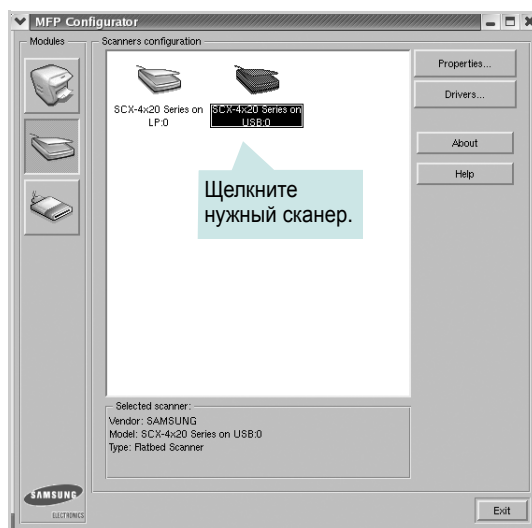 MFP Configurator
Modules
Scanners configuration
SCX-4x20 Series on
LP:0
SCX-4x20 Series on
USB:0
Щелкните
нужный сканер.
Properties...
Drivers...
About
Help
Selected scanner:
Vendor: SAMSUNG
Model: SCX-4x20 Series on USB:0
Type: Flatbed Scanner
SAMSUNG
ELECTRONICS
Exit